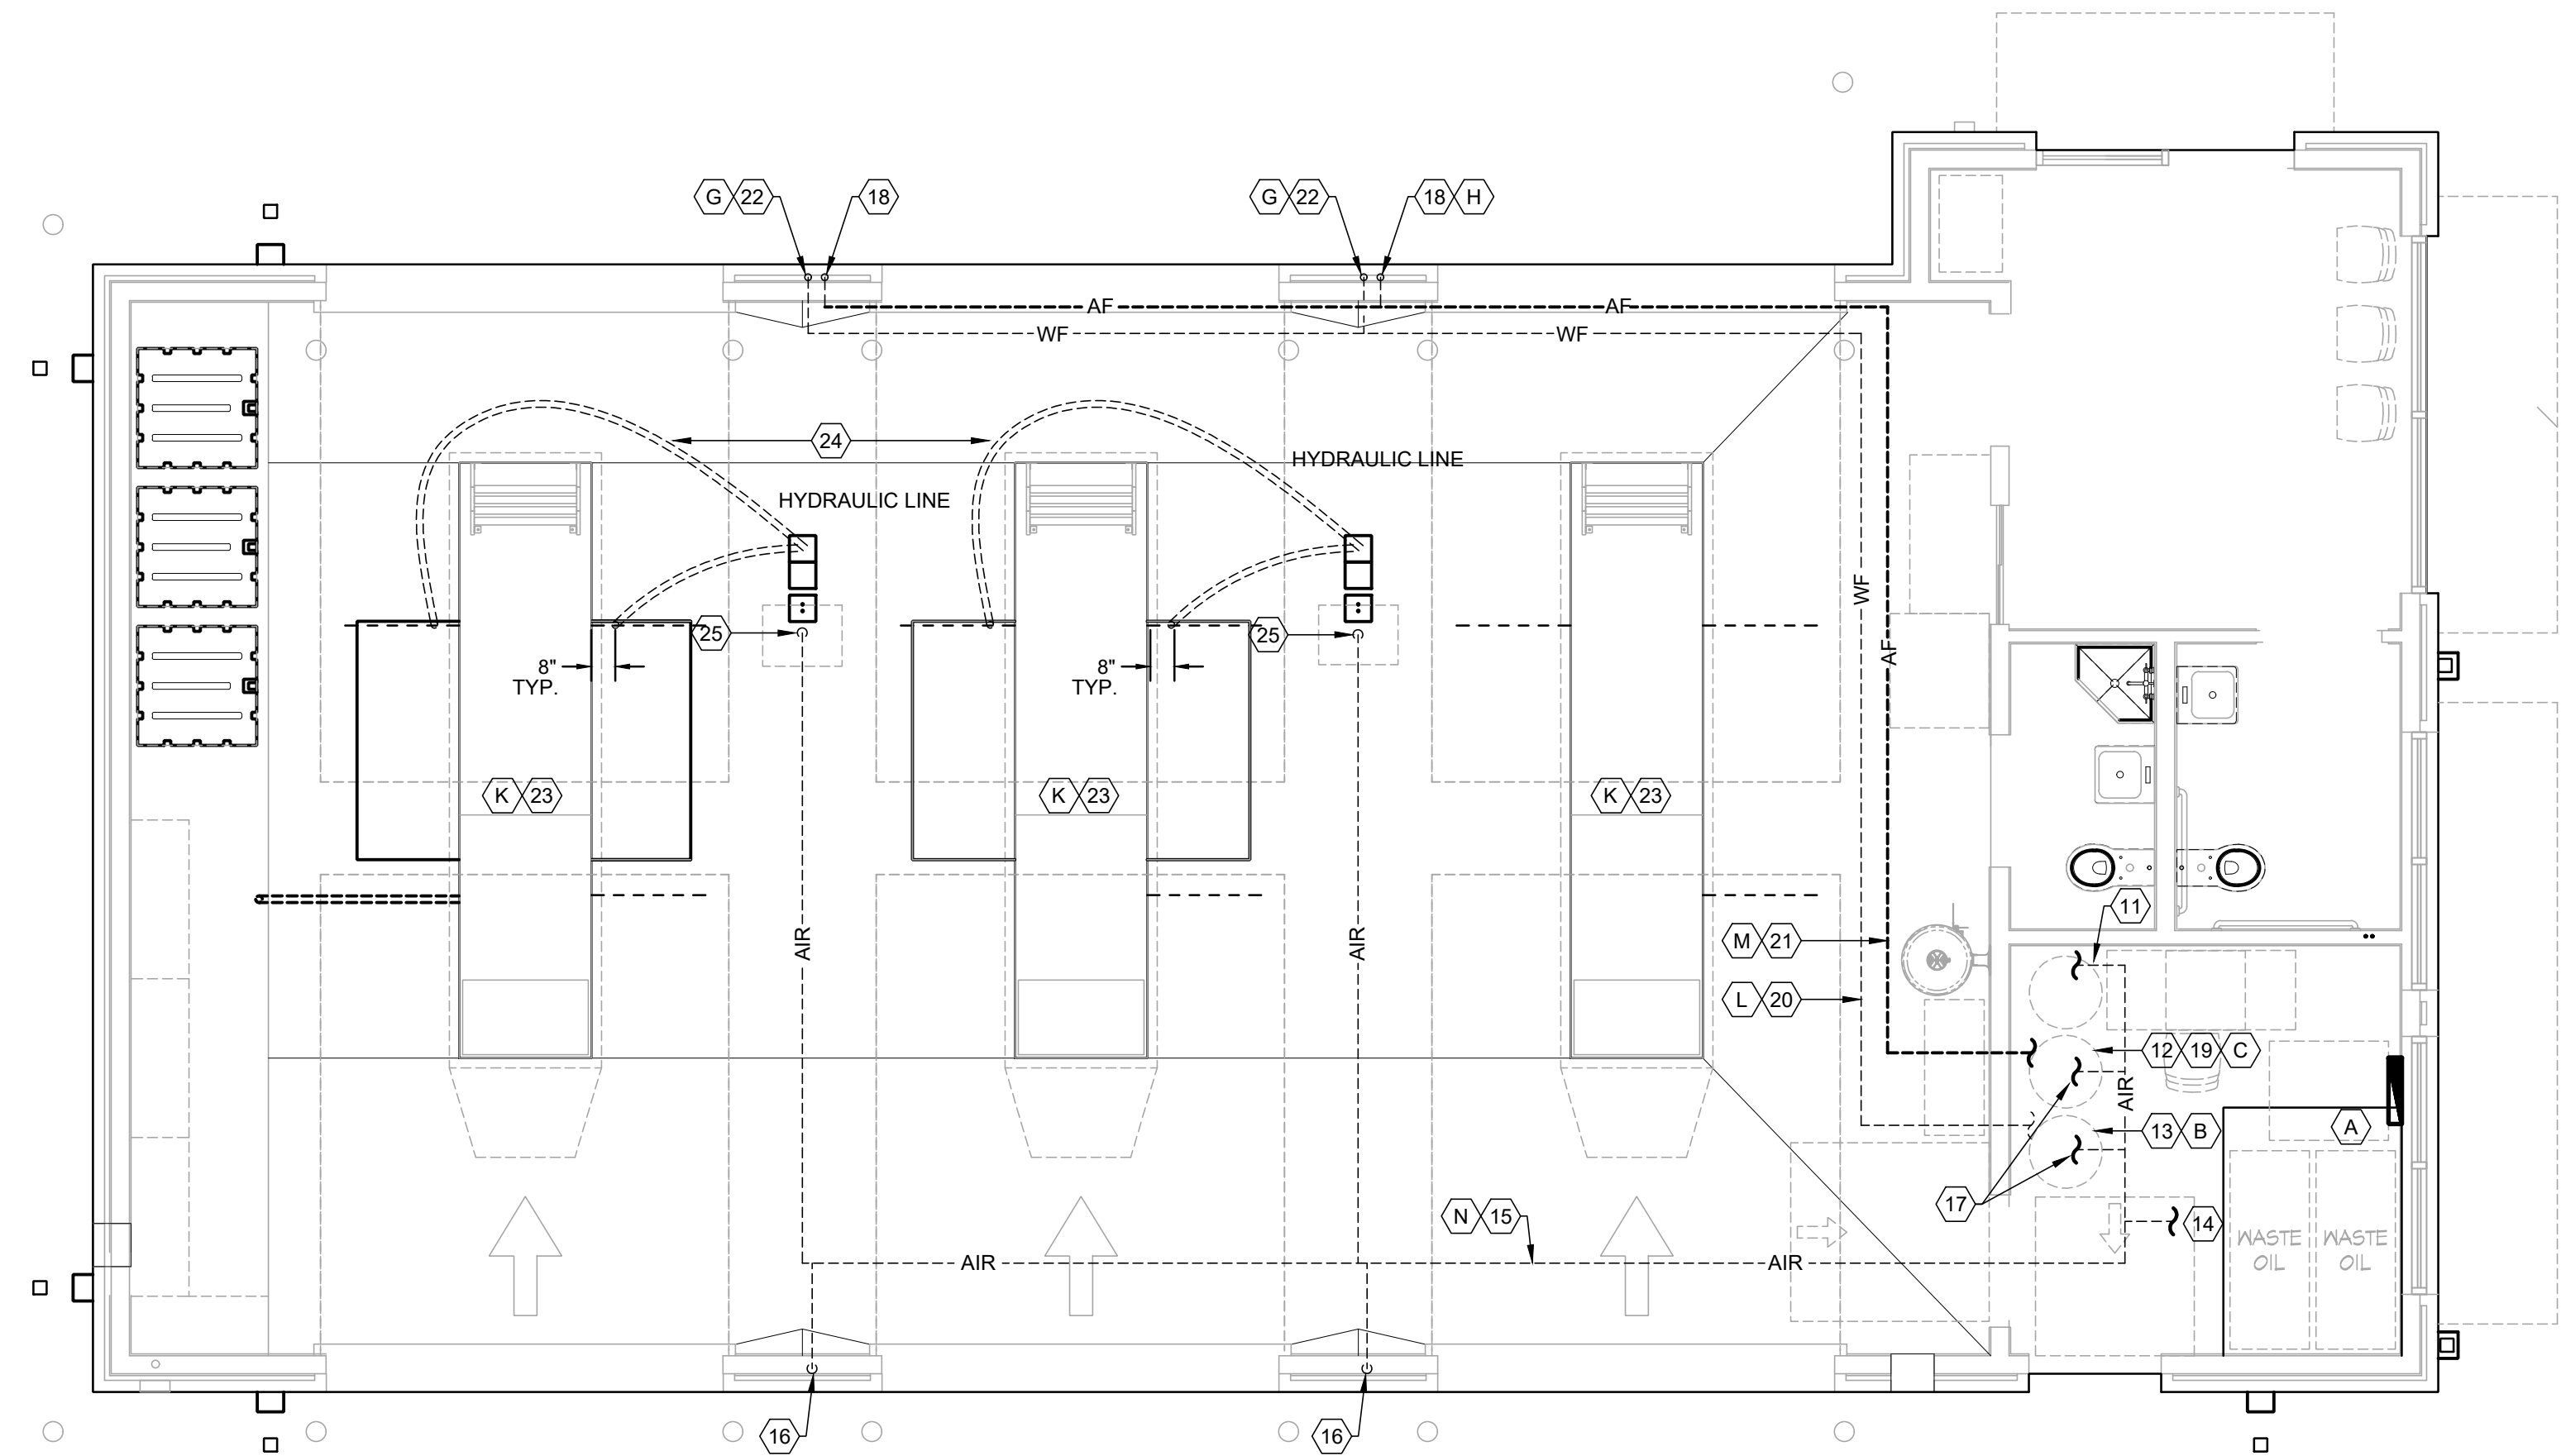 G 22
18
G 22
18 H
AF
AF
WF
WF
24
HYDRAULIC LINE
HYDRAULIC LINE
WF
25
25
AF
8"
TYP.
8"
TYP.
K 23
K 23
K 23
11
AIR
AIR
M 21
L 20
12 19 C
AIR
13 B
A
17
N 15
14
WASTE
OIL
WASTE
OIL
AIR
AIR
16
16